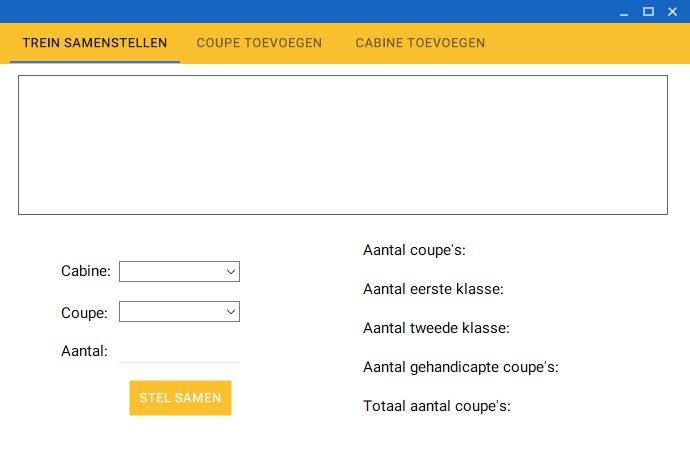 TREIN SAMENSTELLEN COUPE TOEVOEGEN CABINE TOEVOEGEN
Cabine:
Coupe:
Aantal:
STEL SAMEN
Aantal coupe's:
Aantal eerste klasse:
Aantal tweede klasse:
Aantal gehandicapte coupe's:
Totaal aantal coupe's: